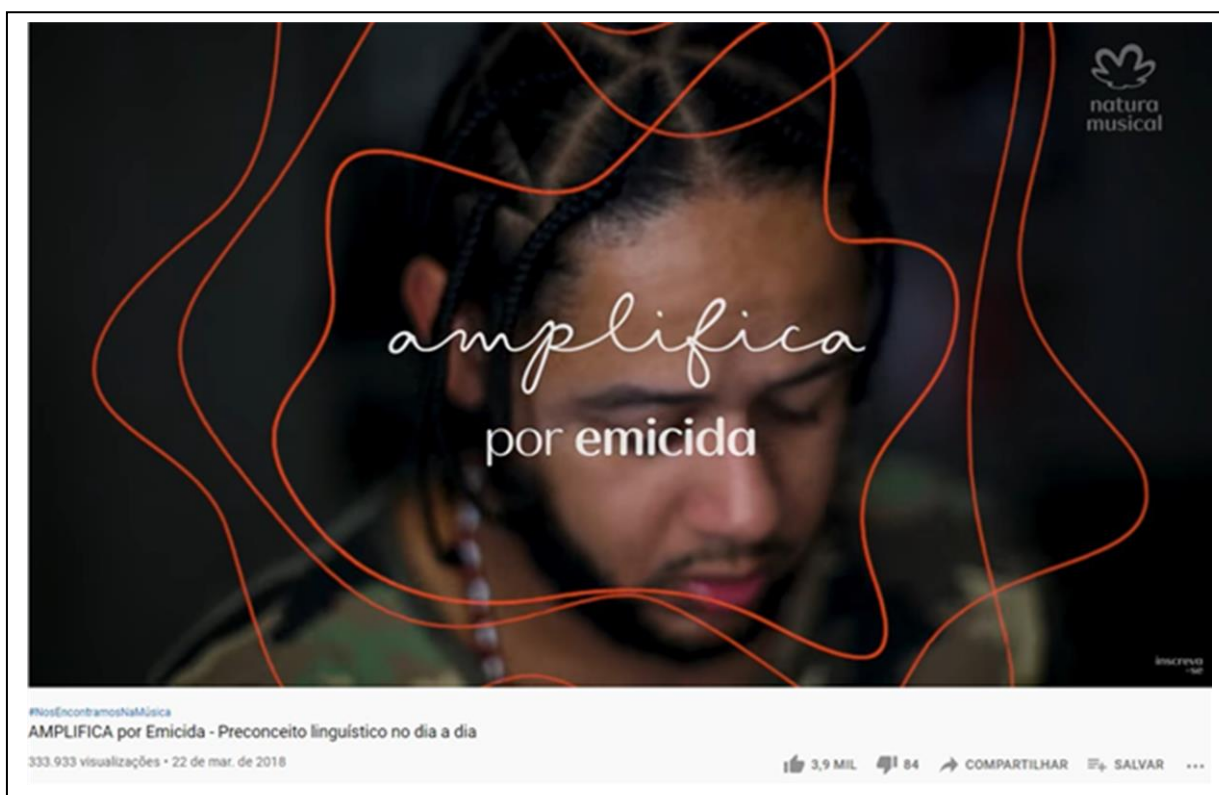 natura
musical
amplifica
por emicida
inscreva
-se
#NosEncontramosNaMúsica
AMPLIFICA por Emicida - Preconceito linguístico no dia a dia
333.933 visualizações • 22 de mar. de 2018
3,9 MIL 84 COMPARTILHAR SALVAR ...